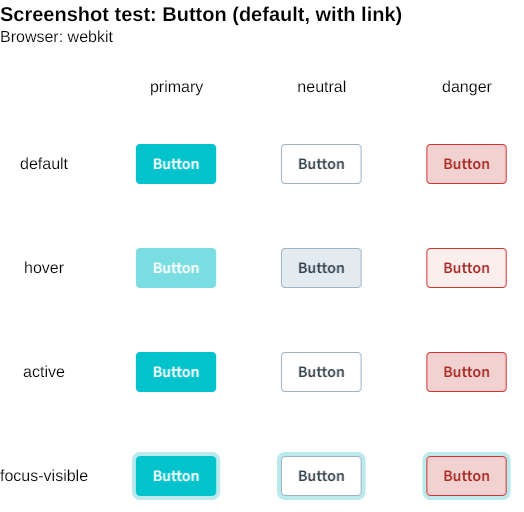 Screenshot test: Button (default, with link)
Browser: webkit
primary neutral danger
default Button Button Button
hover Button Button Button
active Button Button Button
focus-visible Button Button Button